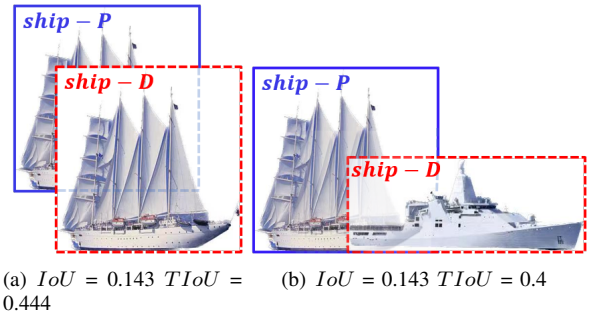 ship – P
ship – D
ship – P
ship – D
(a) IoU = 0.143 TIoU =
0.444
(b) IoU = 0.143 TIoU = 0.4